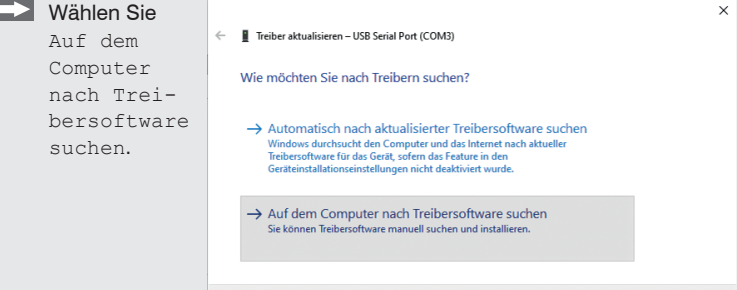 Wählen Sie
Auf dem
Computer
nach Trei-
bersoftware
suchen.
Treiber aktualisieren – USB Serial Port (COM3)
Wie möchten Sie nach Treibern suchen?
Automatisch nach aktualisierter Treibersoftware suchen
Windows durchsucht den Computer und das Internet nach aktueller
Treibersoftware für das Gerät, sofern das Feature in den
Geräteinstallationseinstellungen nicht deaktiviert wurde.
Auf dem Computer nach Treibersoftware suchen
Sie können Treibersoftware manuell suchen und installieren.